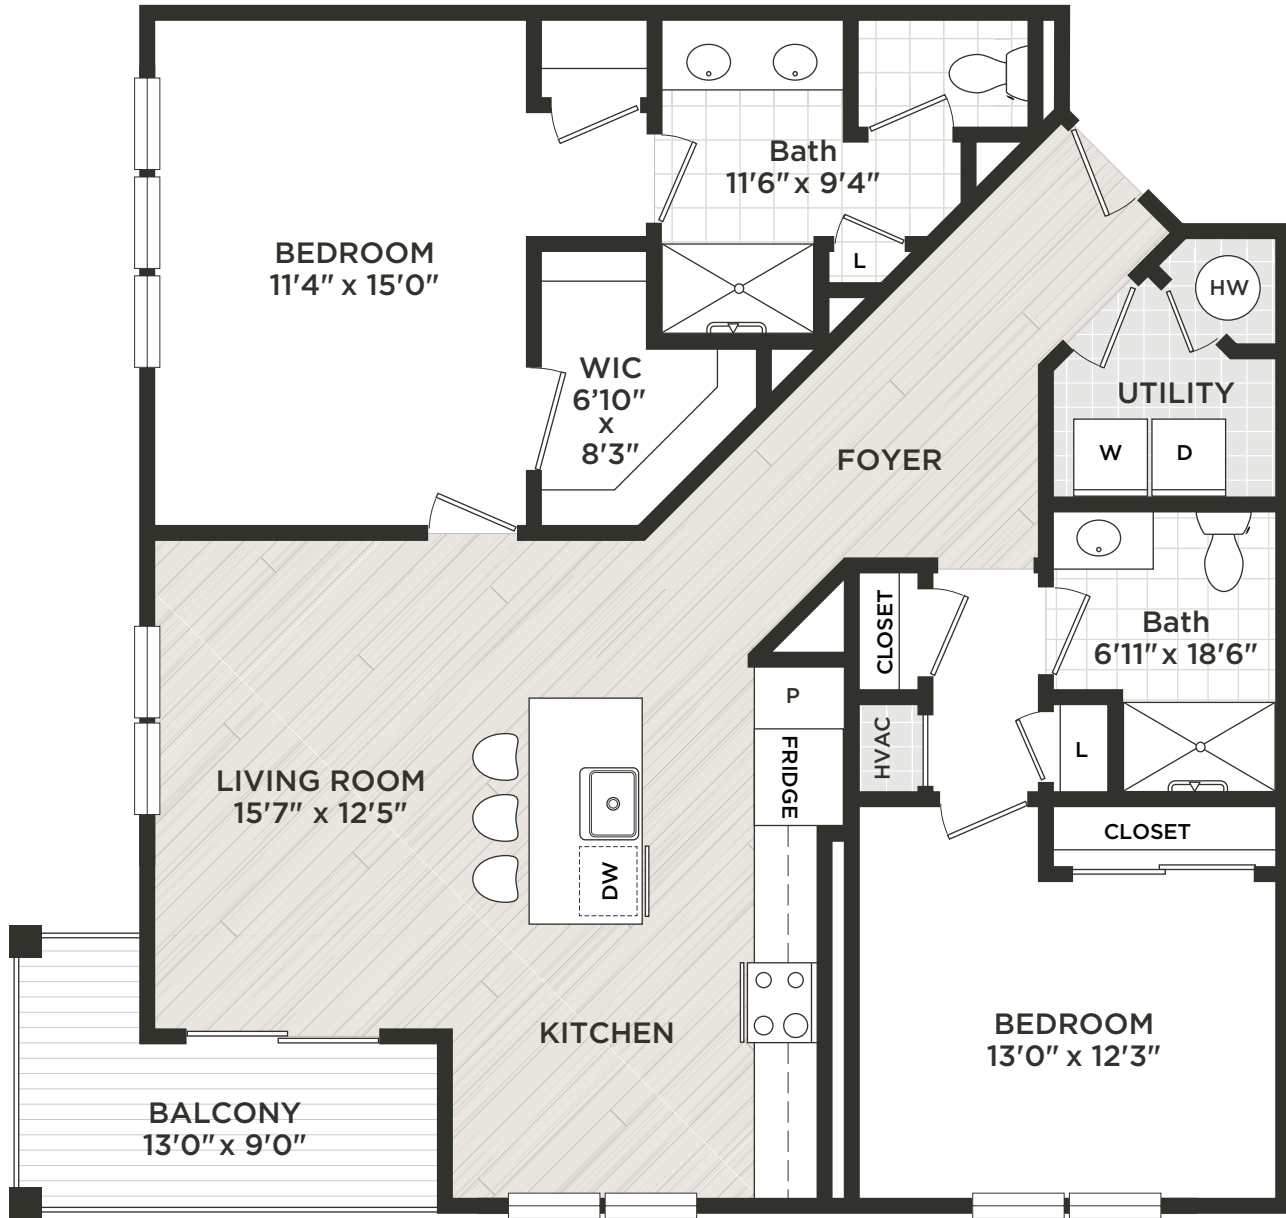 Bath
11'6" x 9'4"
BEDROOM
11'4" x 15'0"
L
HW
WIC
6’10"
x
8'3"
UTILITY
W
D
FOYER
CLOSET
Bath
6'11" x 18'6"
P
HVAC
L
FRIDGE
LIVING ROOM
15'7" x 12'5"
CLOSET
DW
KITCHEN
BEDROOM
13'0" x 12'3"
BALCONY
13'0" x 9'0"